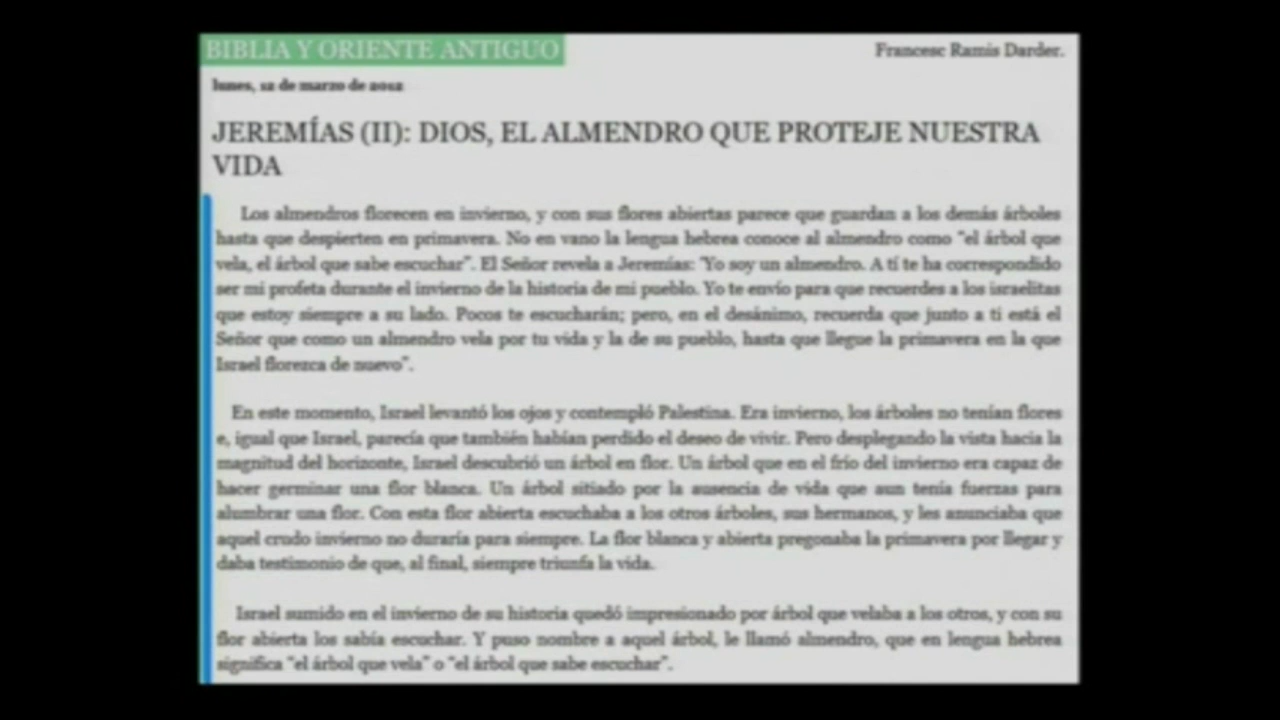 BIBLIA Y ORIENTE ANTIGUO
Francesc Ramis Darder.
lunes, 12 de marzo de 2012
JEREMÍAS (II): DIOS, EL ALMENDRO QUE PROTEJE NUESTRA
VIDA
Los almendros florecen en invierno, y con sus flores abiertas parece que guardan a los demás árboles
hasta que despierten en primavera. No en vano la lengua hebrea conoce al almendro como "el árbol que
vela, el árbol que sabe escuchar". El Señor revela a Jeremías: "Yo soy un almendro. A tí te ha correspondido
ser mi profeta durante el invierno de la historia de mi pueblo. Yo te envío para que recuerdes a los israelitas
que estoy siempre a su lado. Pocos te escucharán; pero, en el desánimo, recuerda que junto a ti está el
Señor que como un almendro vela por tu vida y la de su pueblo, hasta que llegue la primavera en la que
Israel florezca de nuevo".
En este momento, Israel levantó los ojos y contempló Palestina. Era invierno, los árboles no tenían flores
e, igual que Israel, parecía que también habían perdido el deseo de vivir. Pero desplegando la vista hacia la
magnitud del horizonte, Israel descubrió un árbol en flor. Un árbol que en el frío del invierno era capaz de
hacer germinar una flor blanca. Un árbol sitiado por la ausencia de vida que aun tenía fuerzas para
alumbrar una flor. Con esta flor abierta escuchaba a los otros árboles, sus hermanos, y les anunciaba que
aquel crudo invierno no duraría para siempre. La flor blanca y abierta pregonaba la primavera por llegar y
daba testimonio de que, al final, siempre triunfa la vida.
Israel sumido en el invierno de su historia quedó impresionado por árbol que velaba a los otros, y con su
flor abierta los sabía escuchar. Y puso nombre a aquel árbol, le llamó almendro, que en lengua hebrea
significa "el árbol que vela" o "el árbol que sabe escuchar".